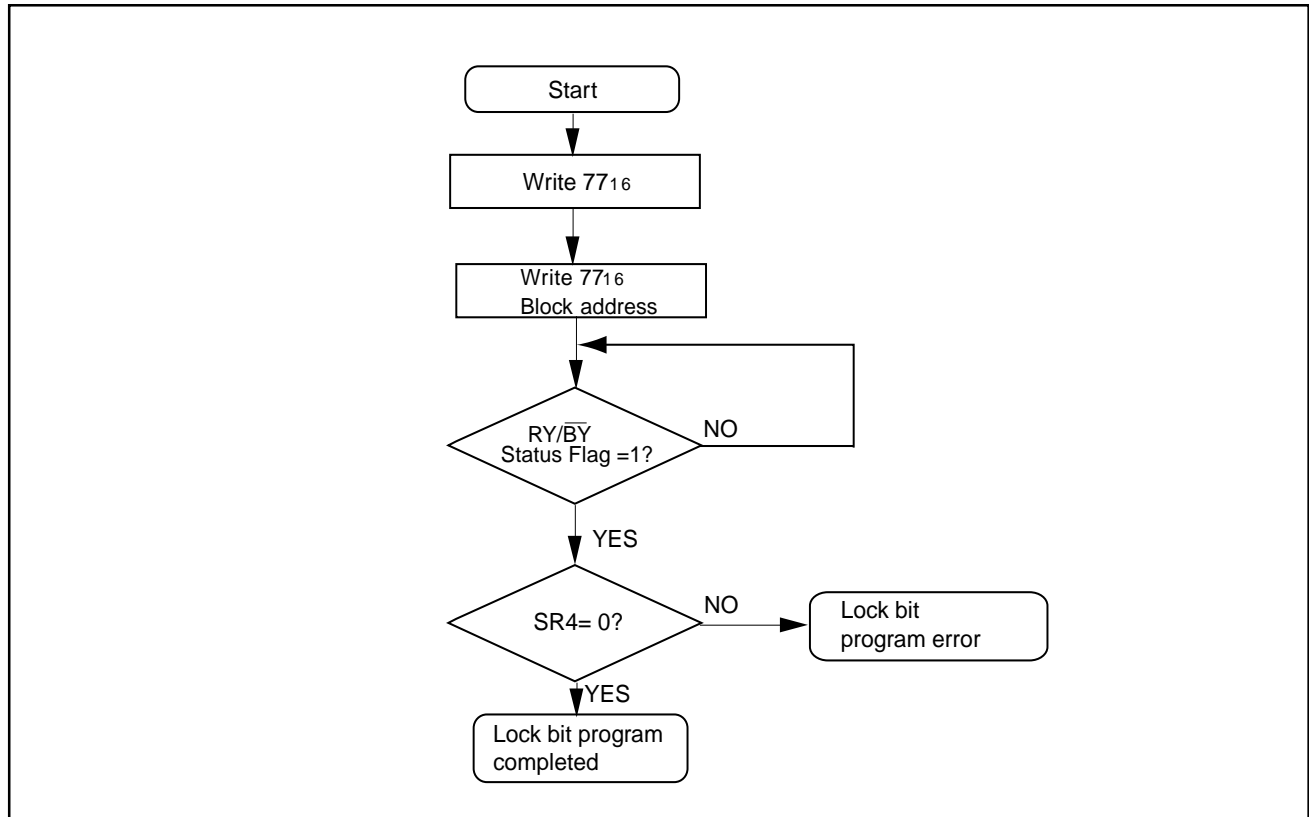 Start
Write 7716
Write 7716
Block address
RY/B̅Y̅
Status Flag =1?
NO
YES
SR4= 0?
NO
Lock bit
program error
YES
Lock bit program
completed